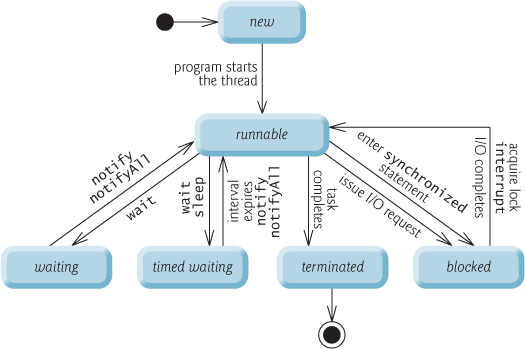 new
program starts
the thread
runnable
notify
notifyAll
wait
wait
sleep
interval
expires
notify
notifyAll
task
completes
enter synchronized
statement
issue I/O request
acquire lock
interrupt
I/O completes
waiting
timed waiting
terminated
blocked